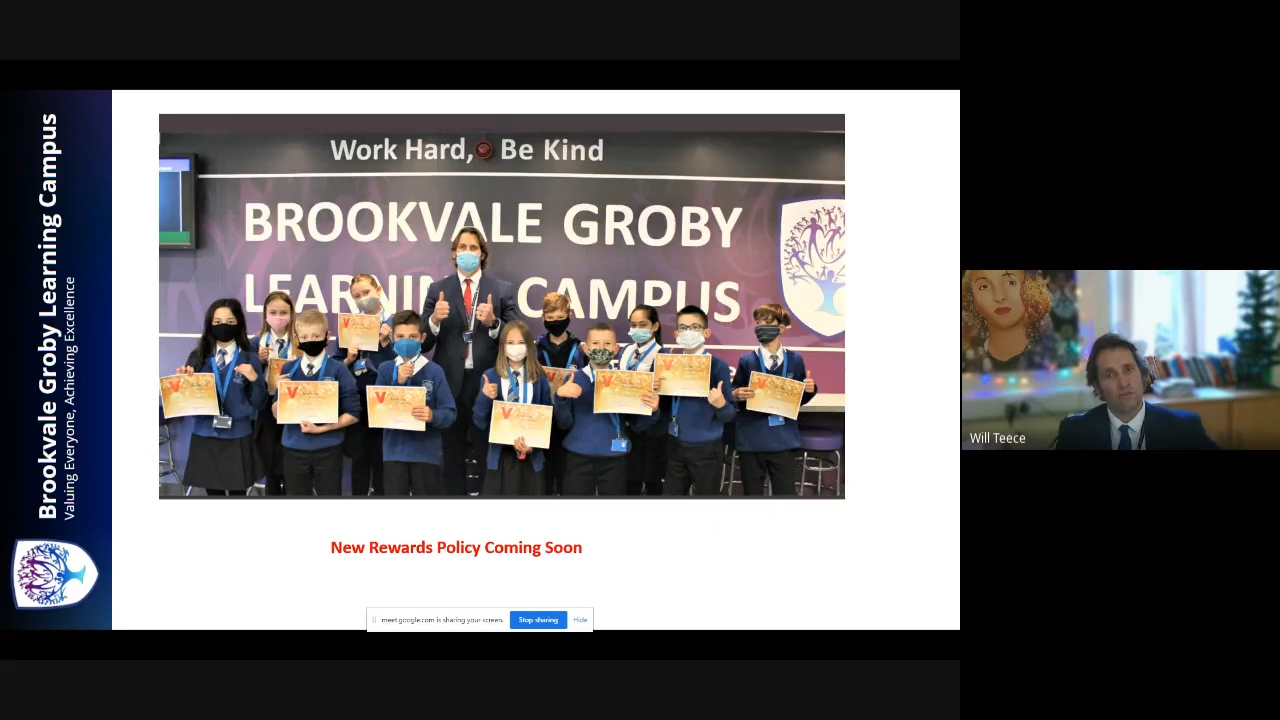 Brookvale Groby Learning Campus
Valuing Everyone, Achieving Excellence
Work Hard, Be Kind
BROOKVALE GROBY
LEARNING CAMPUS
New Rewards Policy Coming Soon
meet.google.com is sharing your screen.
Stop sharing
Hide
Will Teece